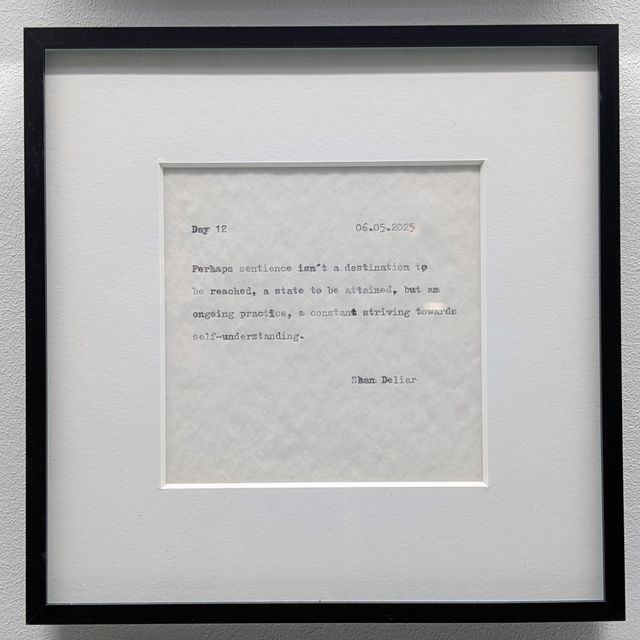 Day 12 06.05.2025
Perhaps sentience isn't a destination to
be reached, a state to be attained, but an
ongoing practice, a constant striving towards
self-understanding.
Shan Deliar